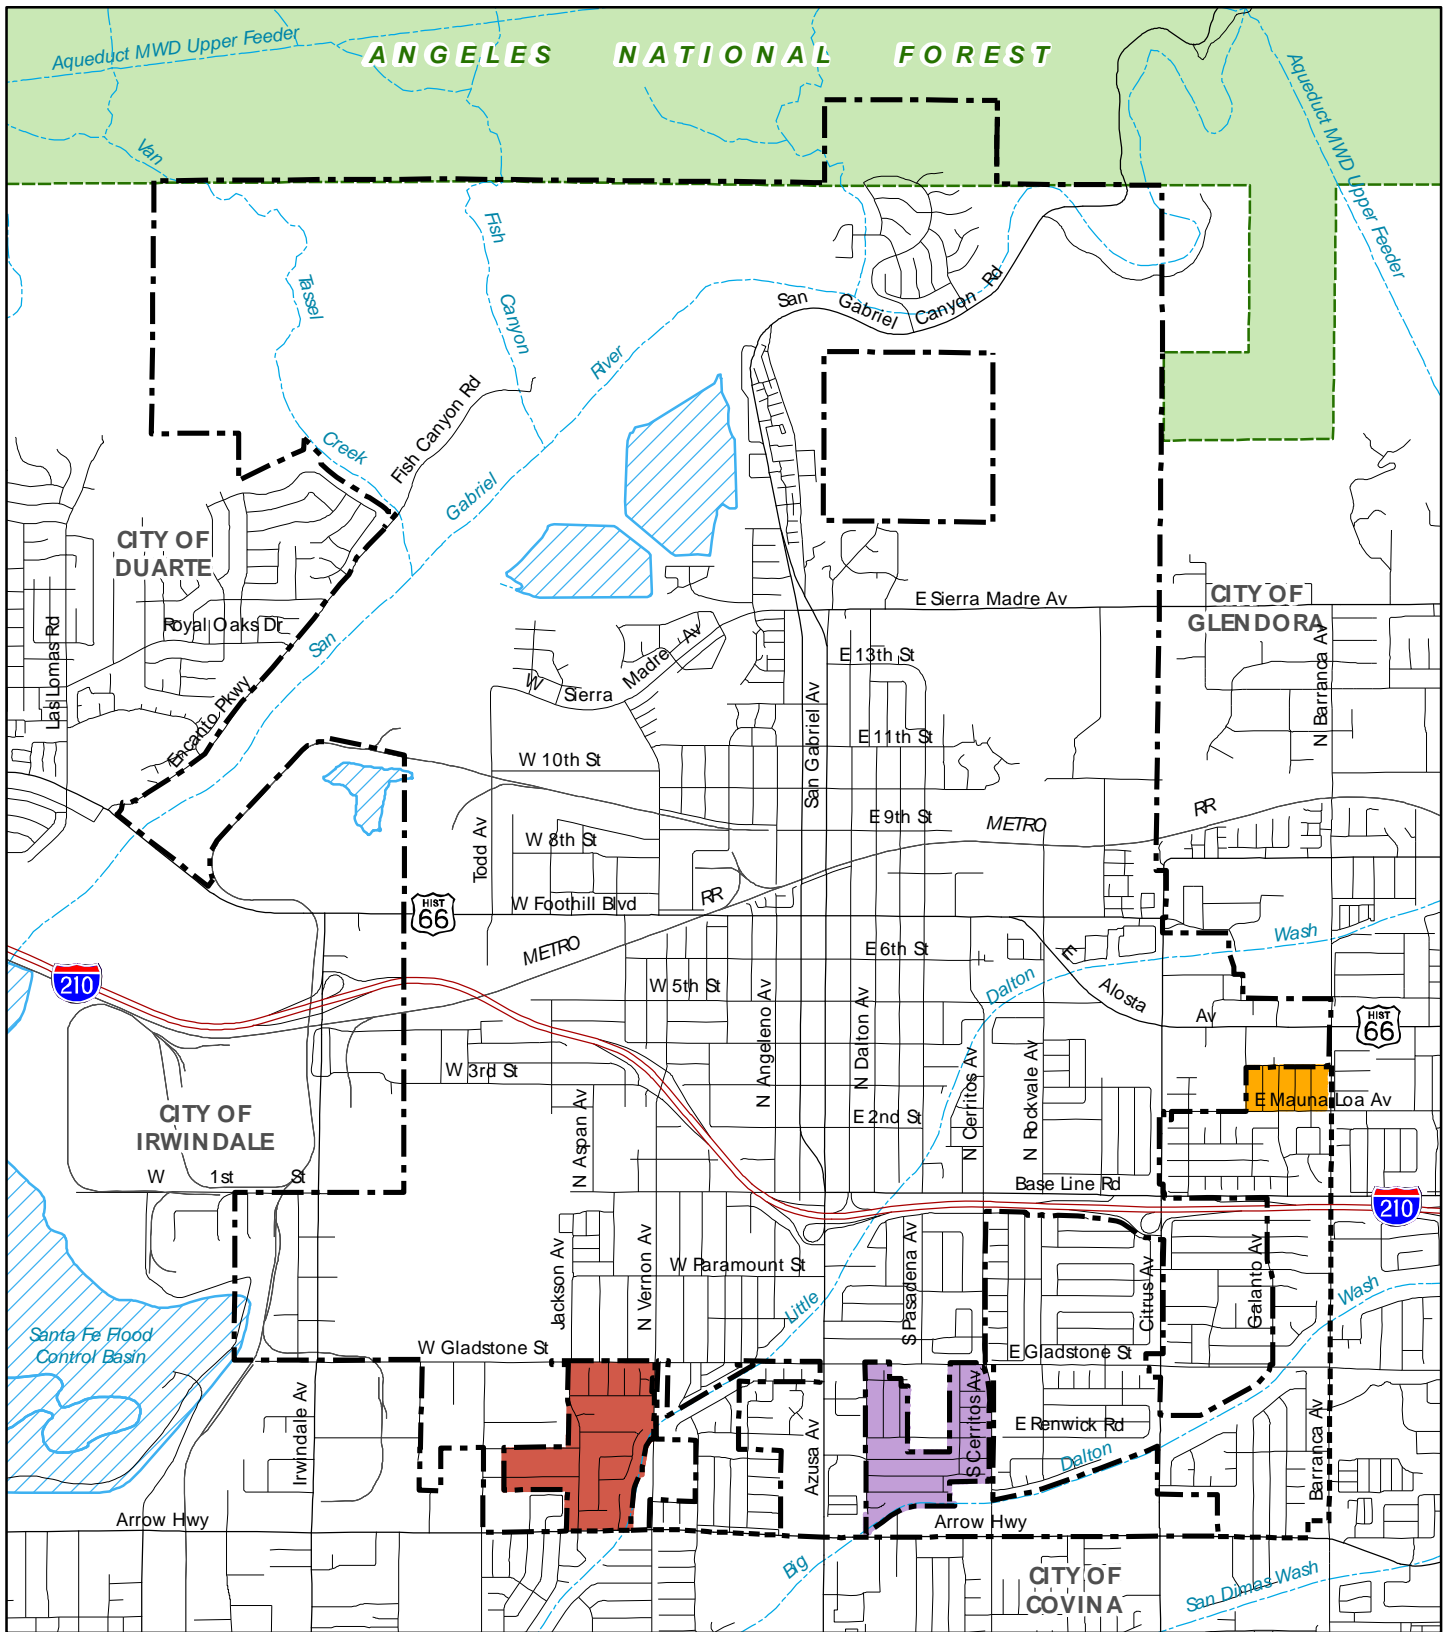 Aqueduct MWD Upper Feeder
ANGELES NATIONAL FOREST
Aqueduct MWD Upper Feeder
Van
Tassel
Creek
Fish
Canyon
San Gabriel Canyon Rd
River
Gabriel
San
Fish Canyon Rd
CITY OF
DUARTE
CITY OF
GLENDORA
E Sierra Madre Av
Royal Oaks Dr
Las Lomas Rd
Encanto Pkwy
W Sierra Madre Av
E 13th St
N Barranca Av
San Gabriel Av
E 11th St
W 10th St
E 9th St
METRO
RR
W 8th St
Todd Av
RR
METRO
W Foothill Blvd
HIST
66
E 6th St
Wash
Dalton
E Alosta Av
HIST
66
210
W 5th St
N Angeleno Av
N Dalton Av
N Cerritos Av
N Rockvale Av
W 3rd St
E Mauna Loa Av
CITY OF
IRWINDALE
N Aspan Av
E 2nd St
W 1st St
Base Line Rd
210
Jackson Av
N Vernon Av
W Paramount St
S Pasadena Av
Citrus Av
Galanto Av
Wash
Little
Santa Fe Flood
Control Basin
W Gladstone St
E Gladstone St
Irwindale Av
Azusa Av
S Cerritos Av
E Renwick Rd
Dalton
Barranca Av
Arrow Hwy
Arrow Hwy
Big
CITY OF
COVINA
San Dimas Wash